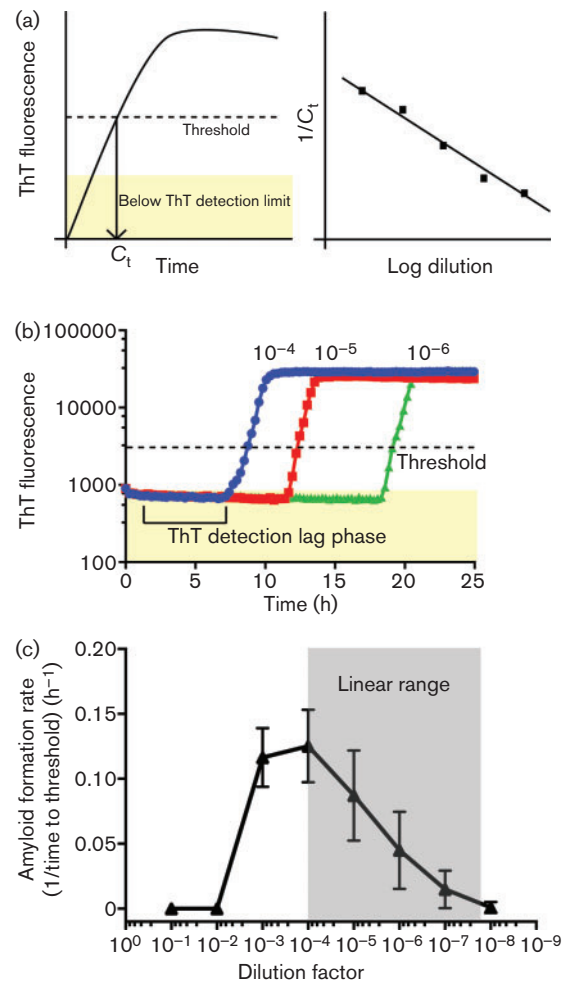 (a)
ThT fluorescence
Threshold
Below ThT detection limit
Cₜ
Time
1/Cₜ
Log dilution
(b)
ThT fluorescence
100000
10000
1000
100
10⁻⁴
10⁻⁵
10⁻⁶
Threshold
ThT detection lag phase
0 5 10 15 20 25
Time (h)
(c)
Amyloid formation rate
(1/time to threshold) (h⁻¹)
0.20
0.15
0.10
0.05
0
Linear range
10⁰ 10⁻¹ 10⁻² 10⁻³ 10⁻⁴ 10⁻⁵ 10⁻⁶ 10⁻⁷ 10⁻⁸ 10⁻⁹
Dilution factor